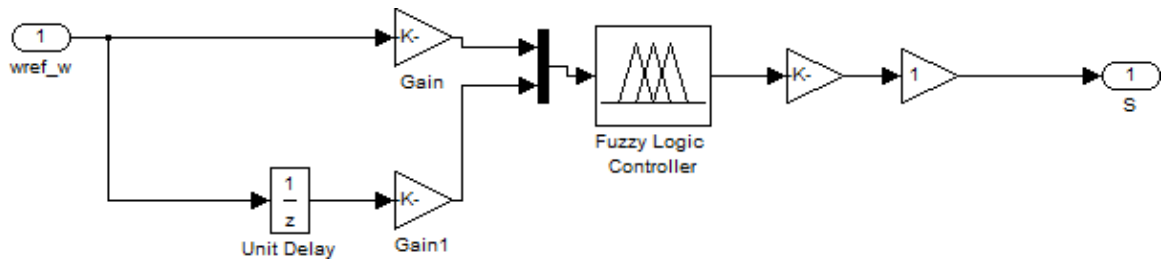 1
wref_w
K-
Gain
Fuzzy Logic
Controller
K-
1
1
S
1
z
Unit Delay
K-
Gain1